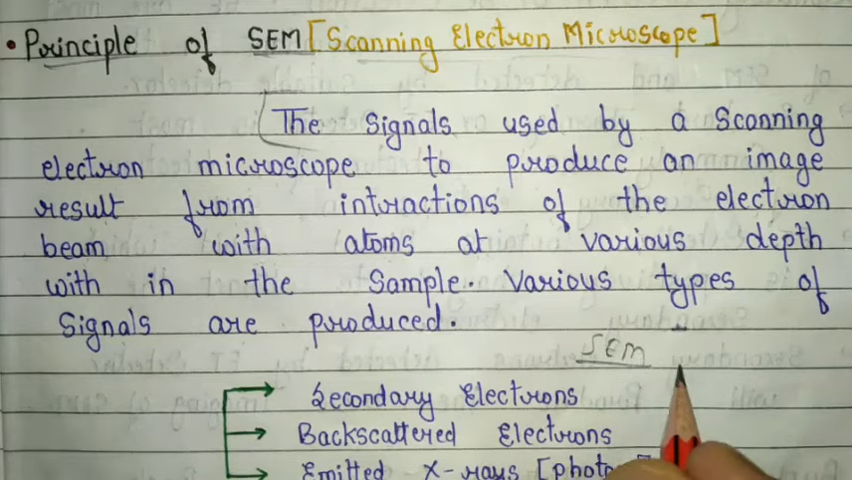 • Principle of SEM [Scanning Electron Microscope]
The Signals used by a Scanning
electron microscope to produce an image
result from intractions of the electron
beam with atoms at various depth
with in the Sample. Various types of
Signals are produced.
SEM
Secondary Electrons
Backscattered Electrons
Emitted X-rays [photo